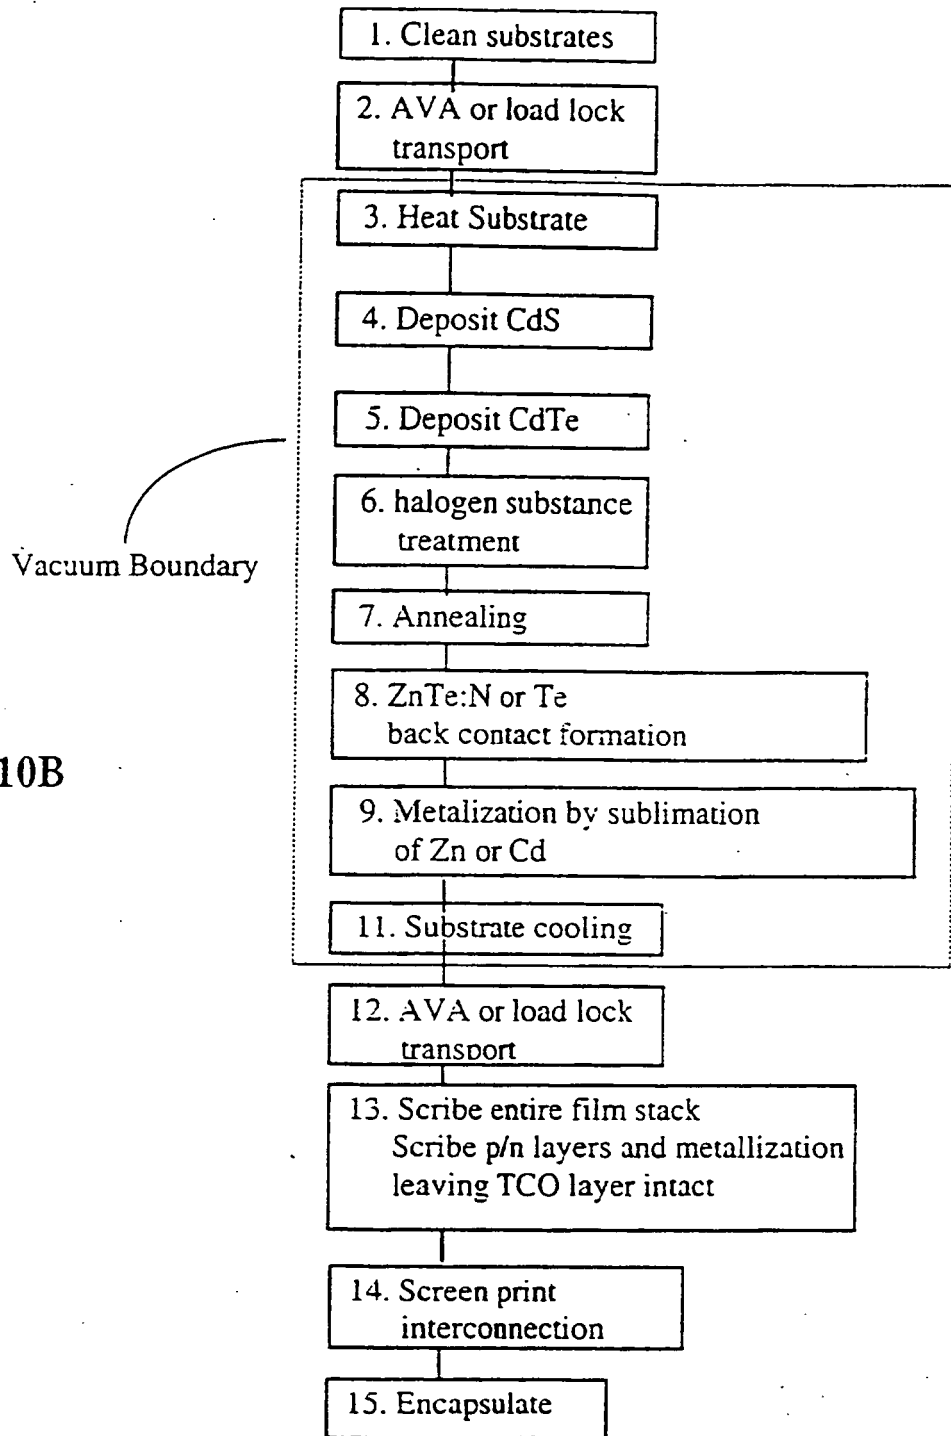 1. Clean substrates
2. AVA or load lock
transport
3. Heat Substrate
4. Deposit CdS
5. Deposit CdTe
6. halogen substance
treatment
Vacuum Boundary
7. Annealing
8. ZnTe:N or Te
back contact formation
10B
9. Metalization by sublimation
of Zn or Cd
11. Substrate cooling
12. AVA or load lock
transport
13. Scribe entire film stack
Scribe p/n layers and metallization
leaving TCO layer intact
14. Screen print
interconnection
15. Encapsulate